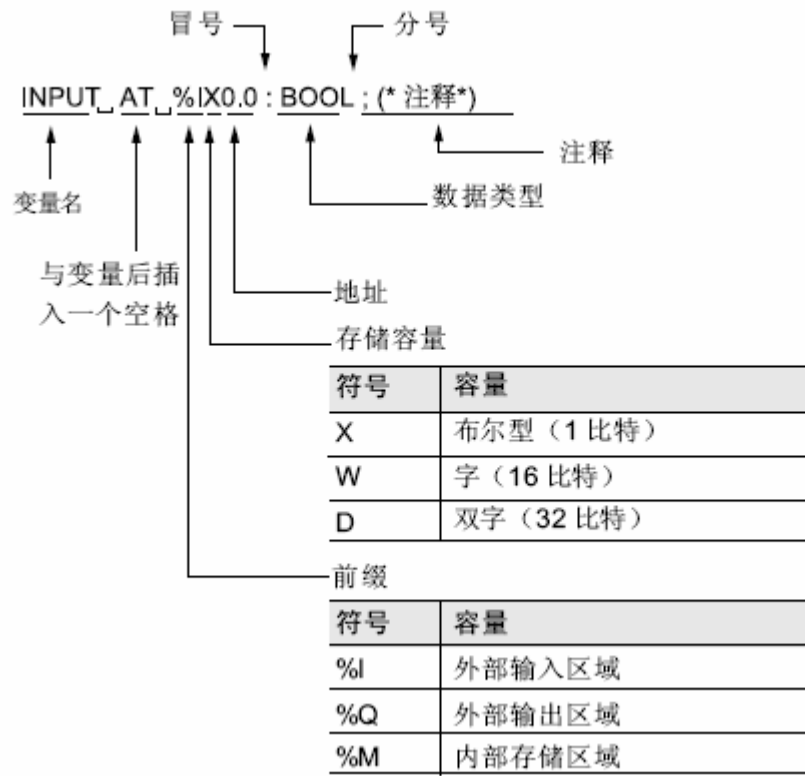 冒号 分号
INPUT AT %IX0.0 : BOOL ; (* 注释*)
注释
变量名 数据类型
与变量后插
入一个空格
地址
存储容量
符号 容量
X 布尔型（1 比特）
W 字（16 比特）
D 双字（32 比特）
前缀
符号 容量
%I 外部输入区域
%Q 外部输出区域
%M 内部存储区域